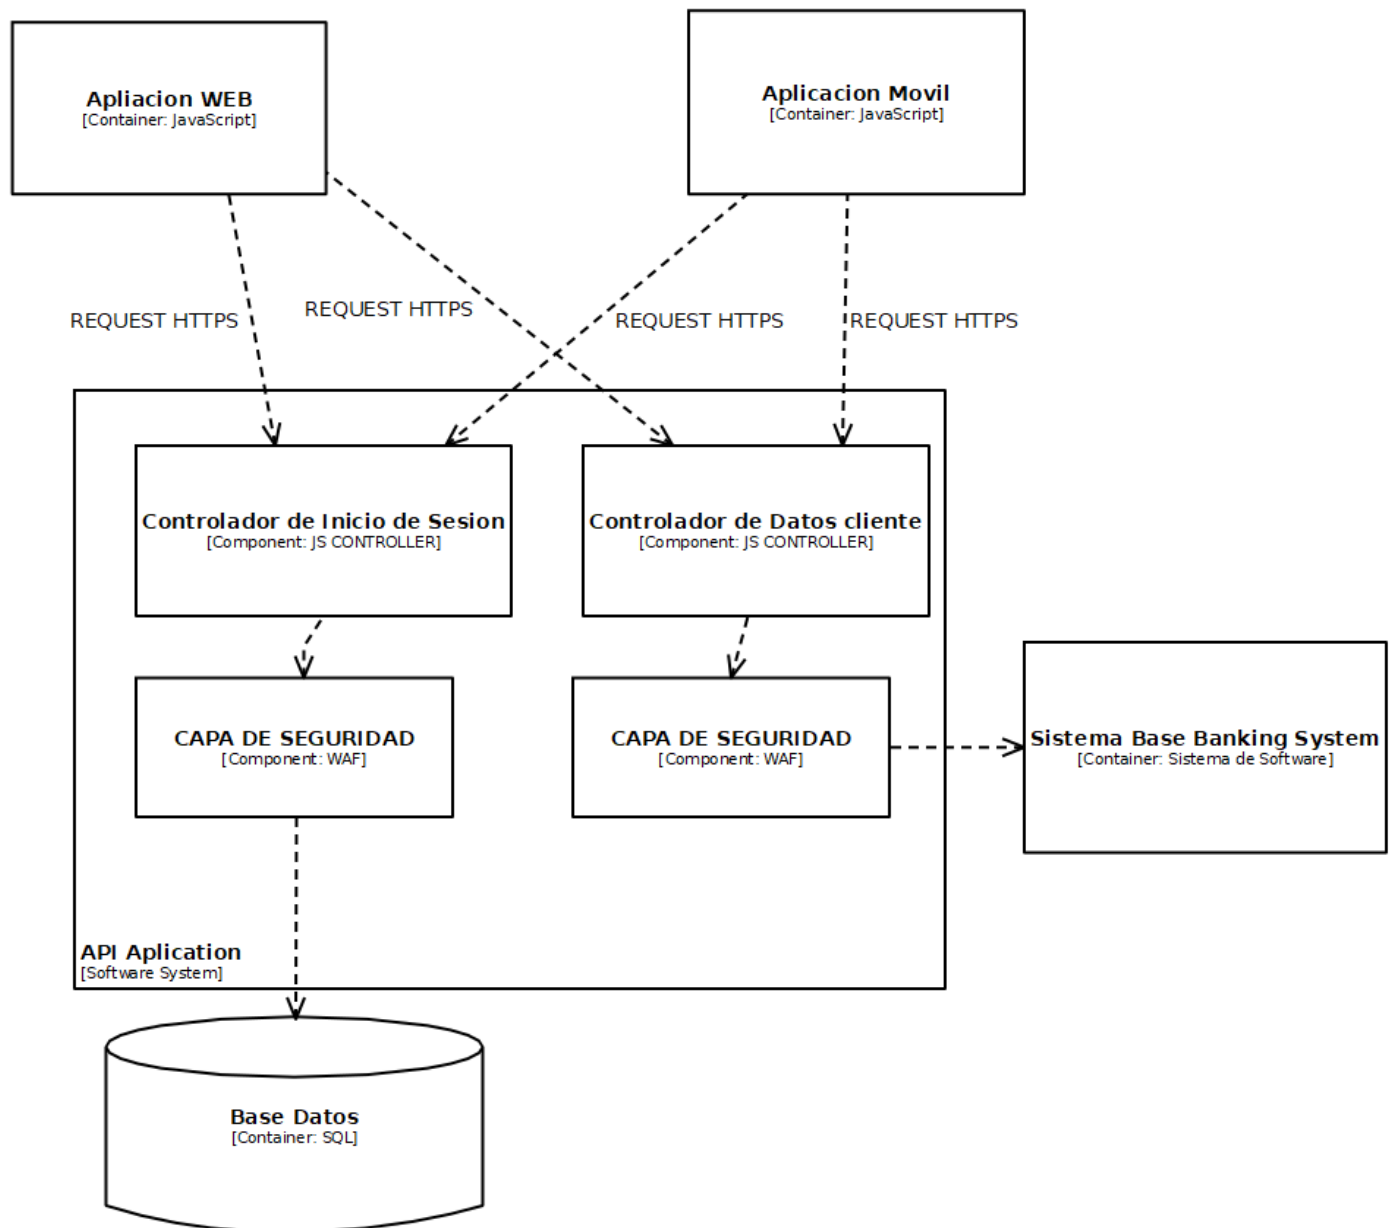 Apliacion WEB
[Container: JavaScript]
Aplicacion Movil
[Container: JavaScript]
REQUEST HTTPS
REQUEST HTTPS
REQUEST HTTPS
REQUEST HTTPS
Controlador de Inicio de Sesion
[Component: JS CONTROLLER]
Controlador de Datos cliente
[Component: JS CONTROLLER]
CAPA DE SEGURIDAD
[Component: WAF]
CAPA DE SEGURIDAD
[Component: WAF]
Sistema Base Banking System
[Container: Sistema de Software]
API Aplication
[Software System]
Base Datos
[Container: SQL]